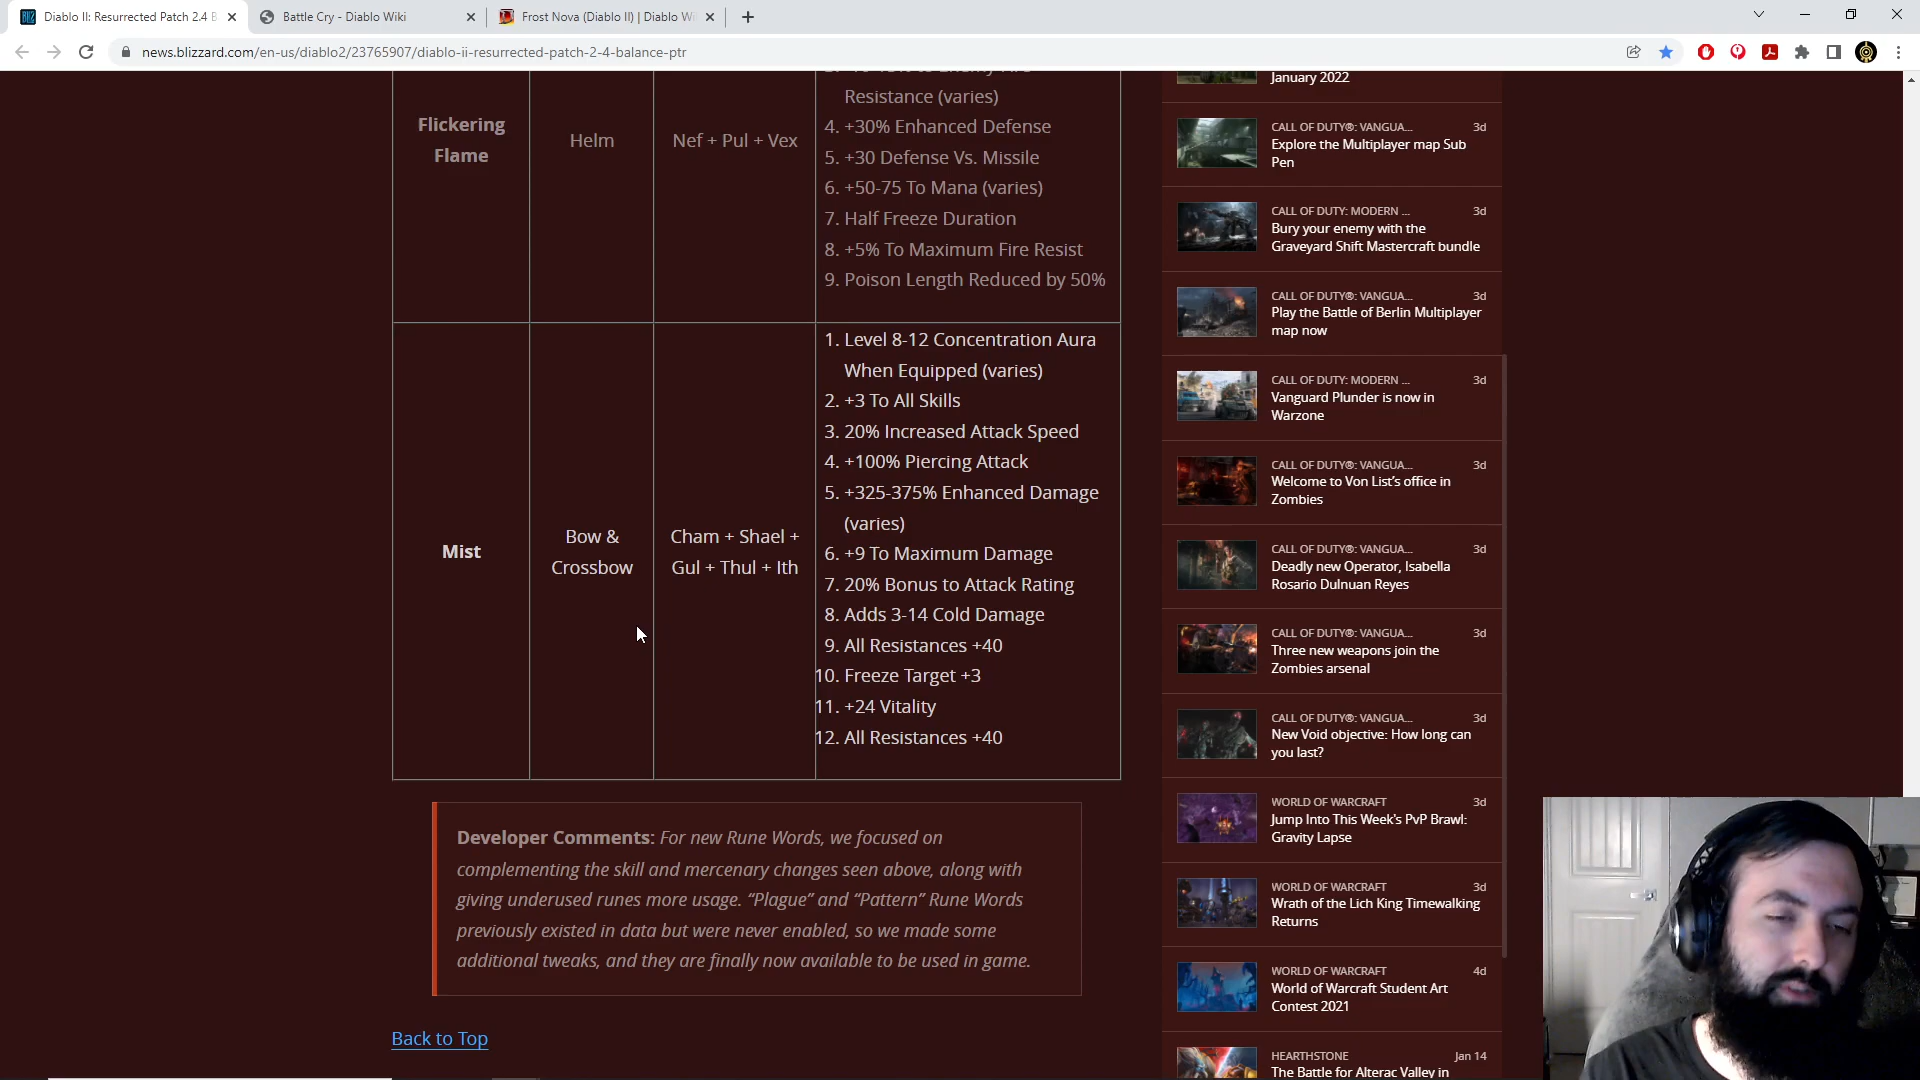 Diablo II: Resurrected Patch 2.4 B
Battle Cry - Diablo Wiki
Frost Nova (Diablo II) | Diablo Wi
news.blizzard.com/en-us/diablo2/23765907/diablo-ii-resurrected-patch-2-4-balance-ptr
Resistance (varies)
4. +30% Enhanced Defense
5. +30 Defense Vs. Missile
6. +50-75 To Mana (varies)
7. Half Freeze Duration
8. +5% To Maximum Fire Resist
9. Poison Length Reduced by 50%
Flickering
Flame
Helm
Nef + Pul + Vex
1. Level 8-12 Concentration Aura
When Equipped (varies)
2. +3 To All Skills
3. 20% Increased Attack Speed
4. +100% Piercing Attack
5. +325-375% Enhanced Damage
(varies)
6. +9 To Maximum Damage
7. 20% Bonus to Attack Rating
8. Adds 3-14 Cold Damage
9. All Resistances +40
10. Freeze Target +3
11. +24 Vitality
12. All Resistances +40
Mist
Bow &
Crossbow
Cham + Shael +
Gul + Thul + Ith
Developer Comments: For new Rune Words, we focused on
complementing the skill and mercenary changes seen above, along with
giving underused runes more usage. “Plague” and “Pattern” Rune Words
previously existed in data but were never enabled, so we made some
additional tweaks, and they are finally now available to be used in game.
Back to Top
January 2022
CALL OF DUTY®: VANGUA... 3d
Explore the Multiplayer map Sub
Pen
CALL OF DUTY: MODERN ... 3d
Bury your enemy with the
Graveyard Shift Mastercraft bundle
CALL OF DUTY®: VANGUA... 3d
Play the Battle of Berlin Multiplayer
map now
CALL OF DUTY: MODERN ... 3d
Vanguard Plunder is now in
Warzone
CALL OF DUTY®: VANGUA... 3d
Welcome to Von List’s office in
Zombies
CALL OF DUTY®: VANGUA... 3d
Deadly new Operator, Isabella
Rosario Dulnuan Reyes
CALL OF DUTY®: VANGUA... 3d
Three new weapons join the
Zombies arsenal
CALL OF DUTY®: VANGUA... 3d
New Void objective: How long can
you last?
WORLD OF WARCRAFT 3d
Jump Into This Week's PvP Brawl:
Gravity Lapse
WORLD OF WARCRAFT 3d
Wrath of the Lich King Timewalking
Returns
WORLD OF WARCRAFT 4d
World of Warcraft Student Art
Contest 2021
HEARTHSTONE Jan 14
The Battle for Alterac Valley in